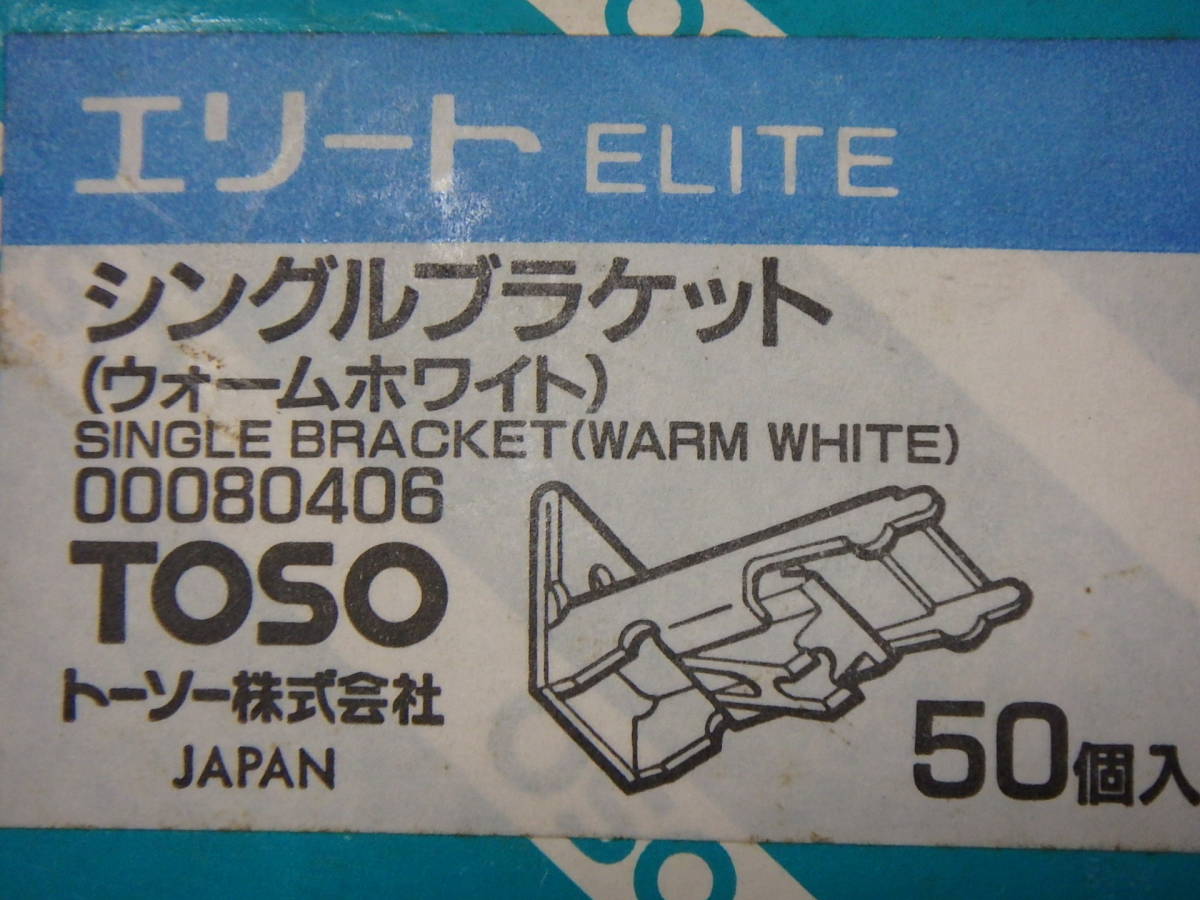 エリート ELITE
シングルブラケット
(ウォームホワイト)
SINGLE BRACKET(WARM WHITE)
00080406
TOSO
トーソー株式会社
JAPAN
50個入